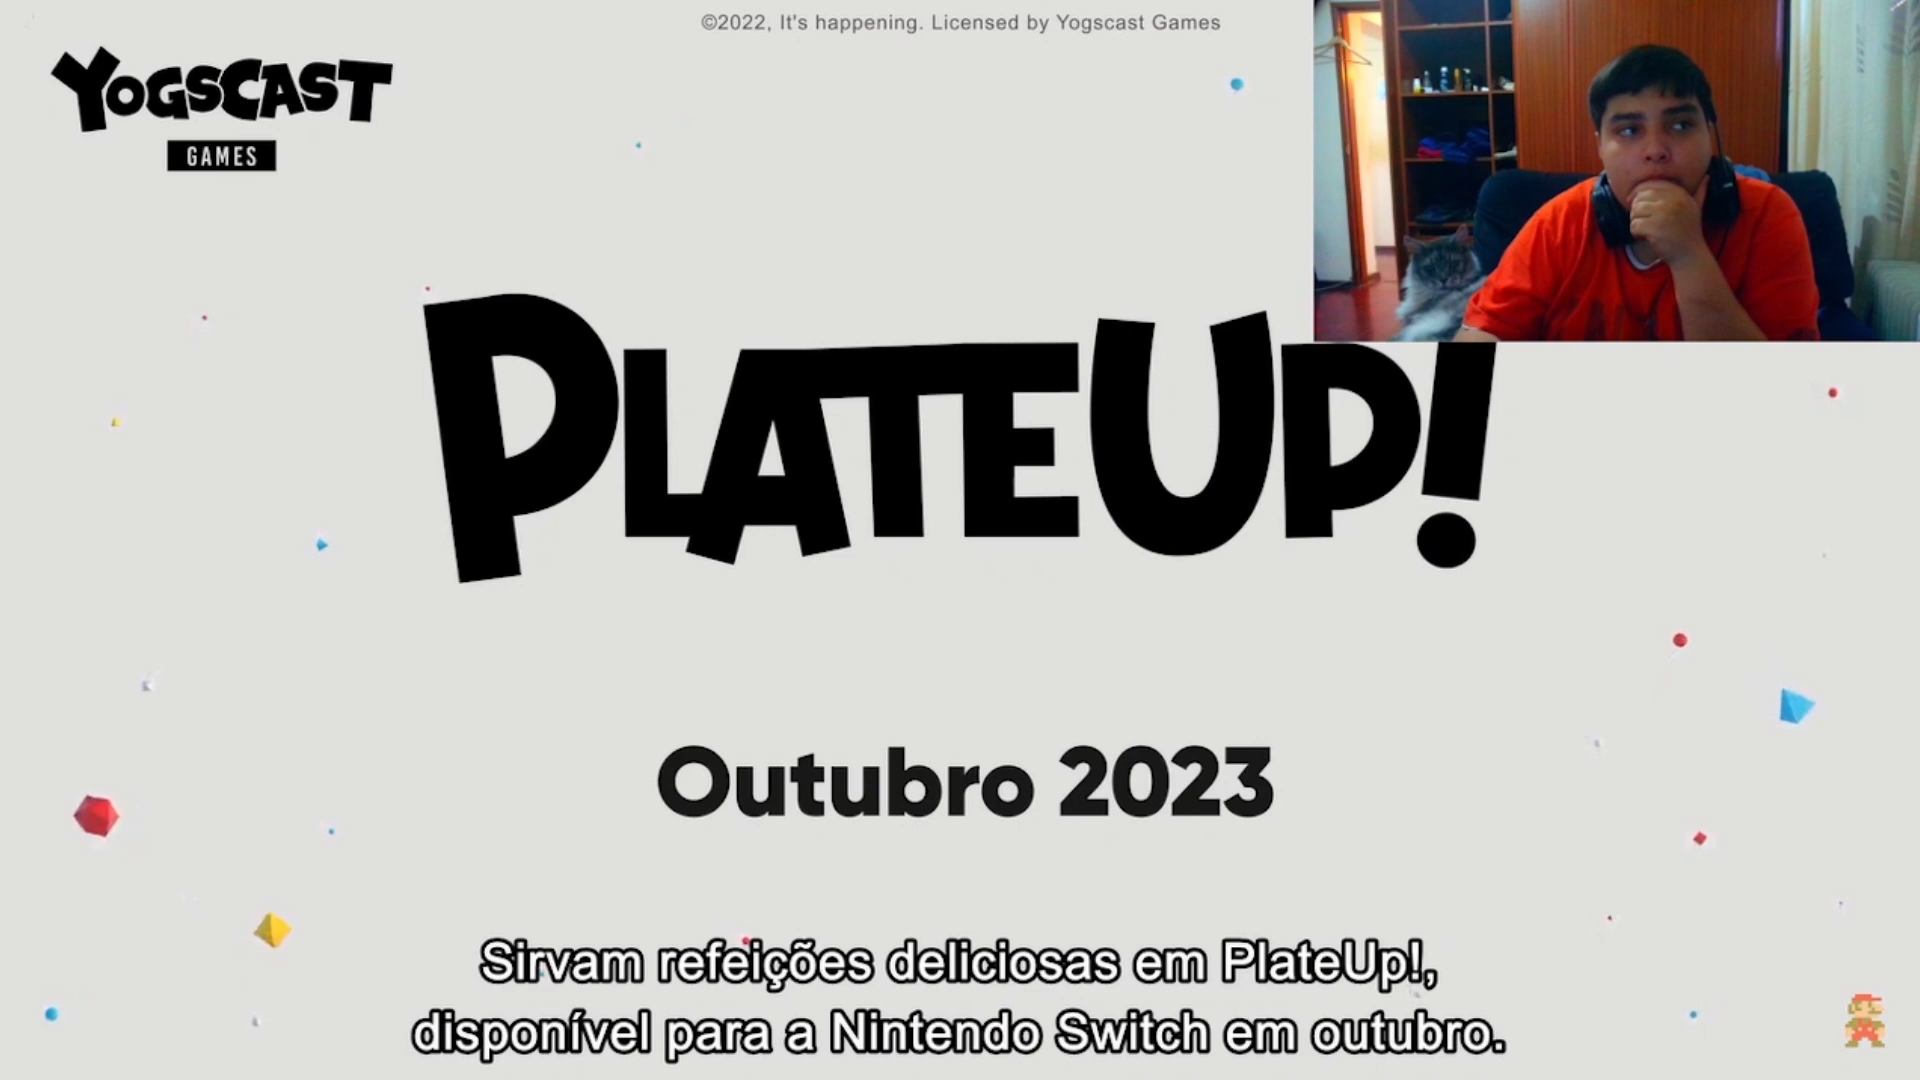 ©2022, It's happening. Licensed by Yogscast Games
YOGSCAST
GAMES
PLATEUP!
Outubro 2023
Sirvam refeições deliciosas em PlateUp!,
disponível para a Nintendo Switch em outubro.